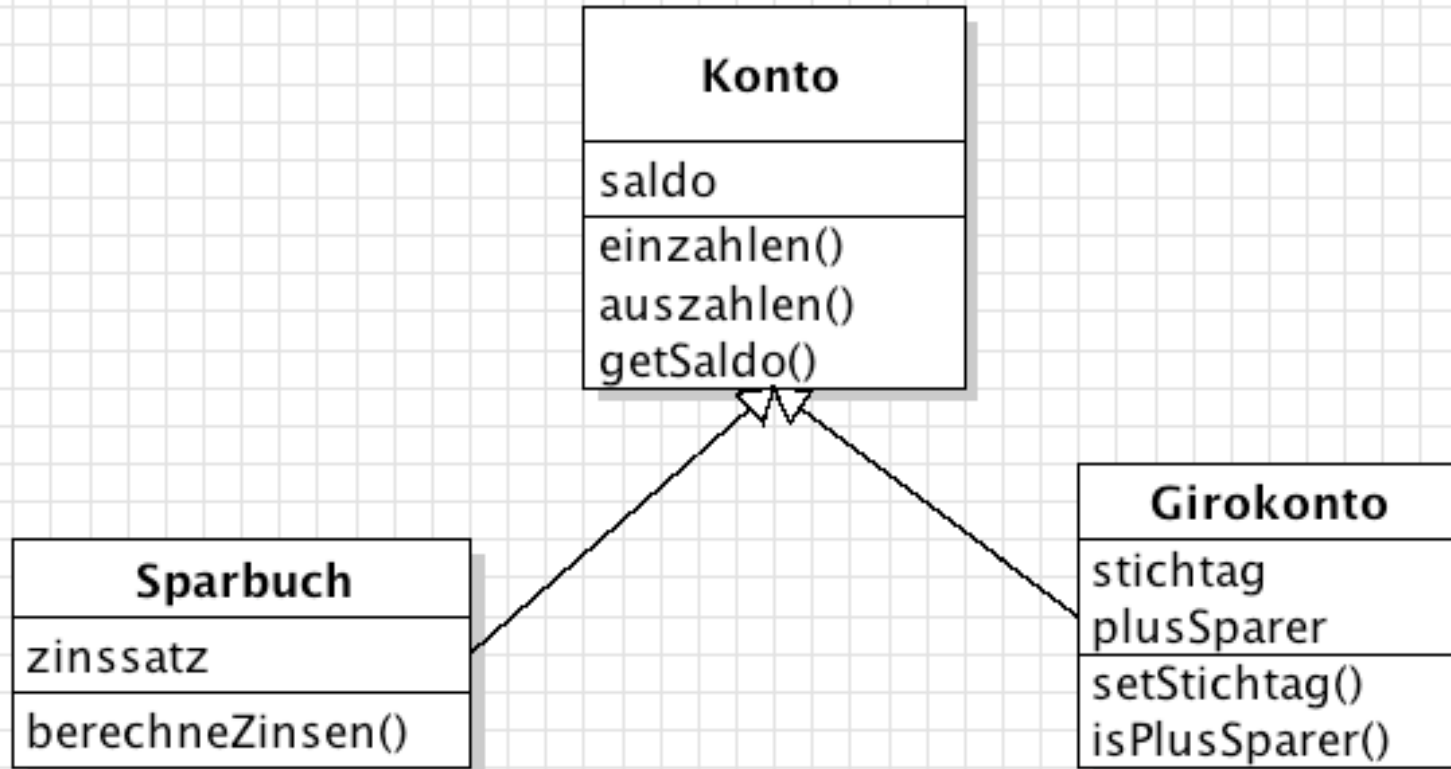 Konto
saldo
einzahlen()
auszahlen()
getSaldo()
Sparbuch
zinssatz
berechneZinsen()
Girokonto
stichtag
plusSparer
setStichtag()
isPlusSparer()